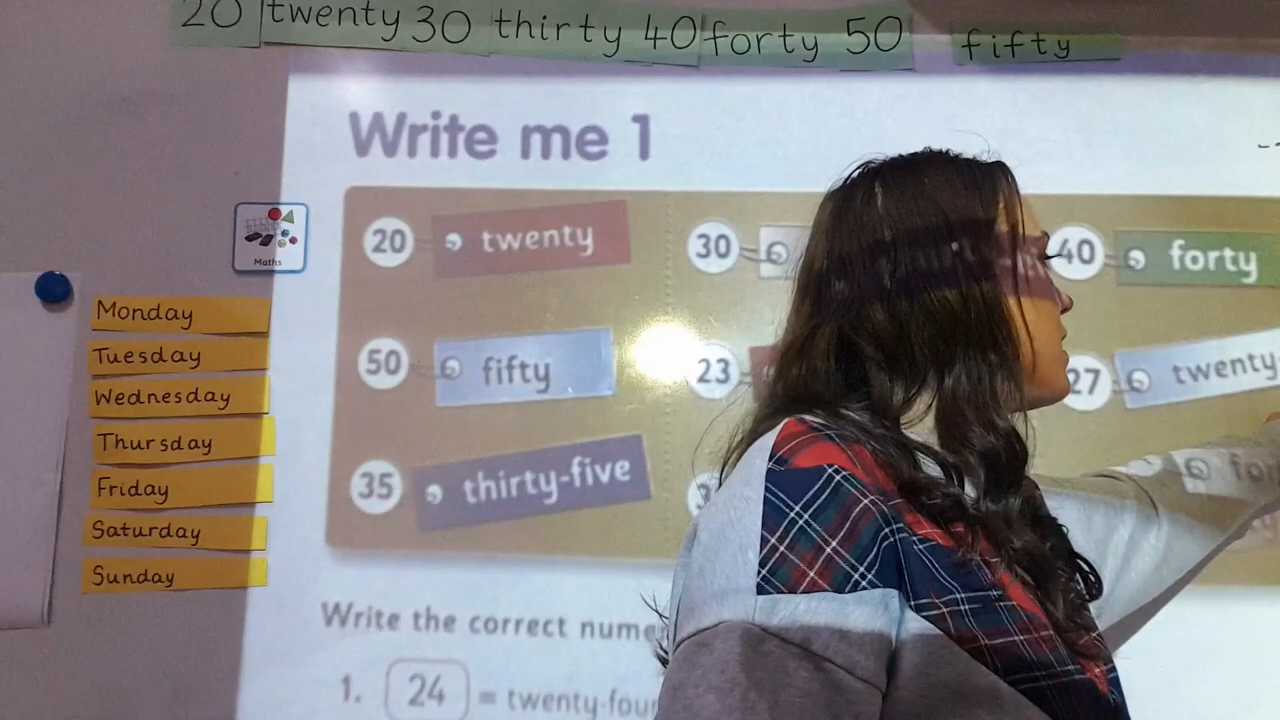 20 twenty 30 thirty 40 forty 50 fifty
Write me 1
20 twenty 30 40 forty
Maths
Monday
Tuesday
Wednesday
Thursday
Friday
Saturday
Sunday
50 fifty 23 27 twenty
35 thirty-five
Write the correct
1. 24 = twenty-four